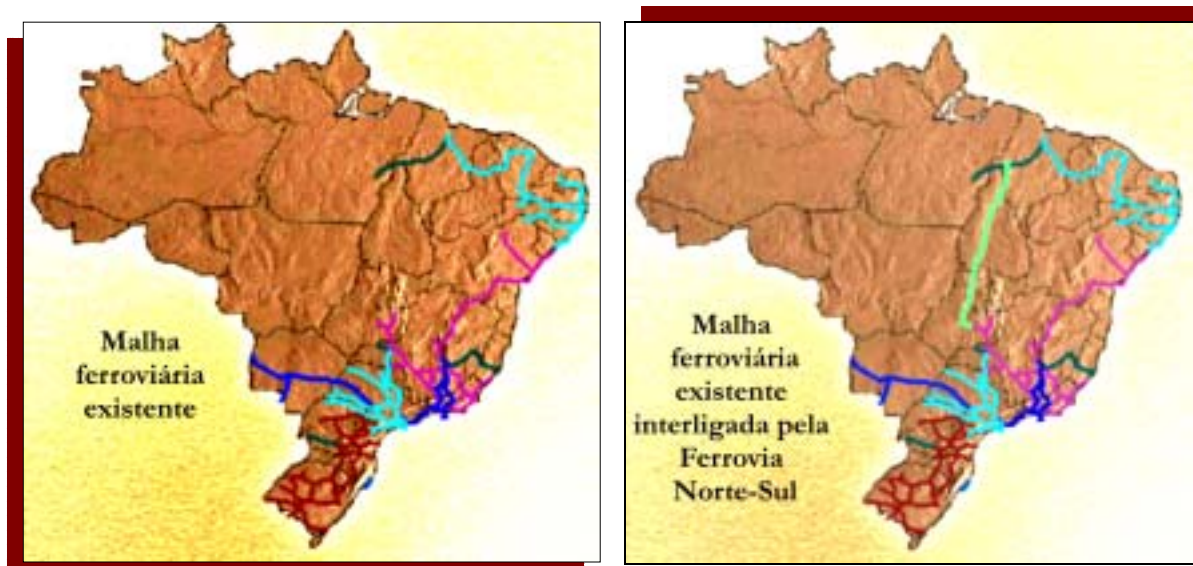 Malha
ferroviária
existente
Malha
ferroviária
existente
interligada pela
Ferrovia
Norte-Sul